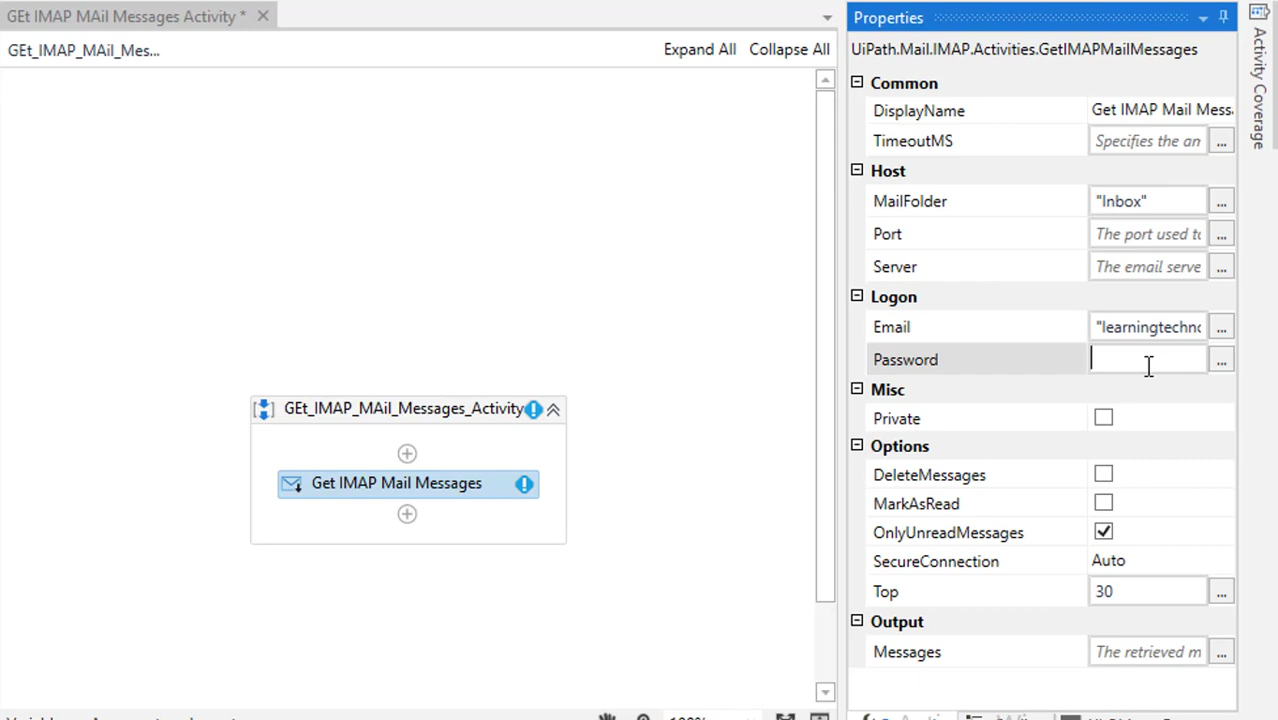 GEt IMAP MAil Messages Activity *
GEt_IMAP_MAil_Mes...
Expand All Collapse All
GEt_IMAP_MAil_Messages_Activity
Get IMAP Mail Messages
Properties
UiPath.Mail.IMAP.Activities.GetIMAPMailMessages
Common
DisplayName Get IMAP Mail Mess
TimeoutMS Specifies the an ...
Host
MailFolder "Inbox" ...
Port The port used to ...
Server The email serve ...
Logon
Email "learningtechno ...
Password ...
Misc
Private
Options
DeleteMessages
MarkAsRead
OnlyUnreadMessages
SecureConnection Auto
Top 30 ...
Output
Messages The retrieved m ...
Activity Coverage